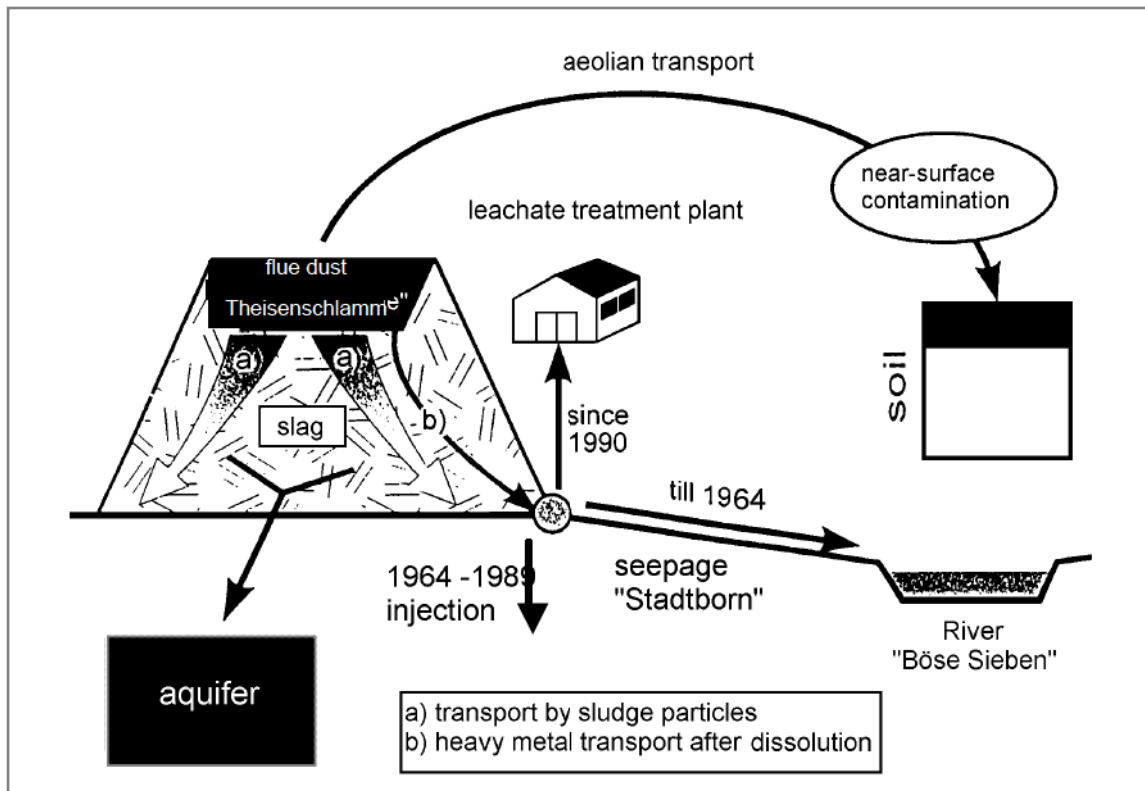 aeolian transport
near-surface
contamination
leachate treatment plant
flue dust
Theisenschlamme"
a)
a)
b)
slag
since
1990
soil
till 1964
1964 -1989
injection
seepage
"Stadtborn"
River
"Böse Sieben"
aquifer
a) transport by sludge particles
b) heavy metal transport after dissolution